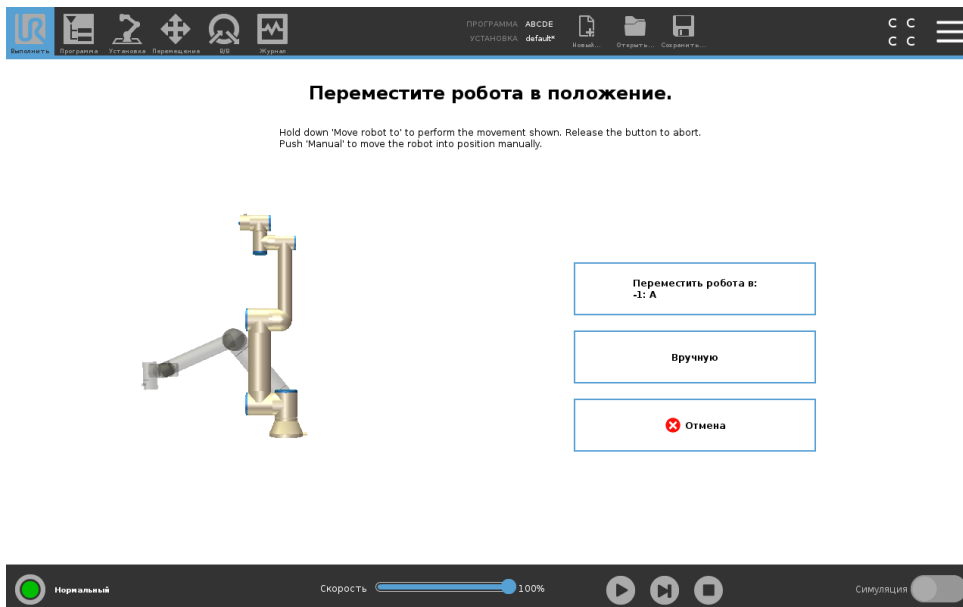 UR
ПРОГРАММА ABCDE
УСТАНОВКА default*
C C
C C
Выполнить Программа Установка Перемещение В/В Журнал
Новый... Открыть... Сохранить...
Переместите робота в положение.
Hold down 'Move robot to' to perform the movement shown. Release the button to abort.
Push 'Manual' to move the robot into position manually.
Переместить робота в:
-1: A
Вручную
Отмена
Нормальный
Скорость 100%
Симуляция